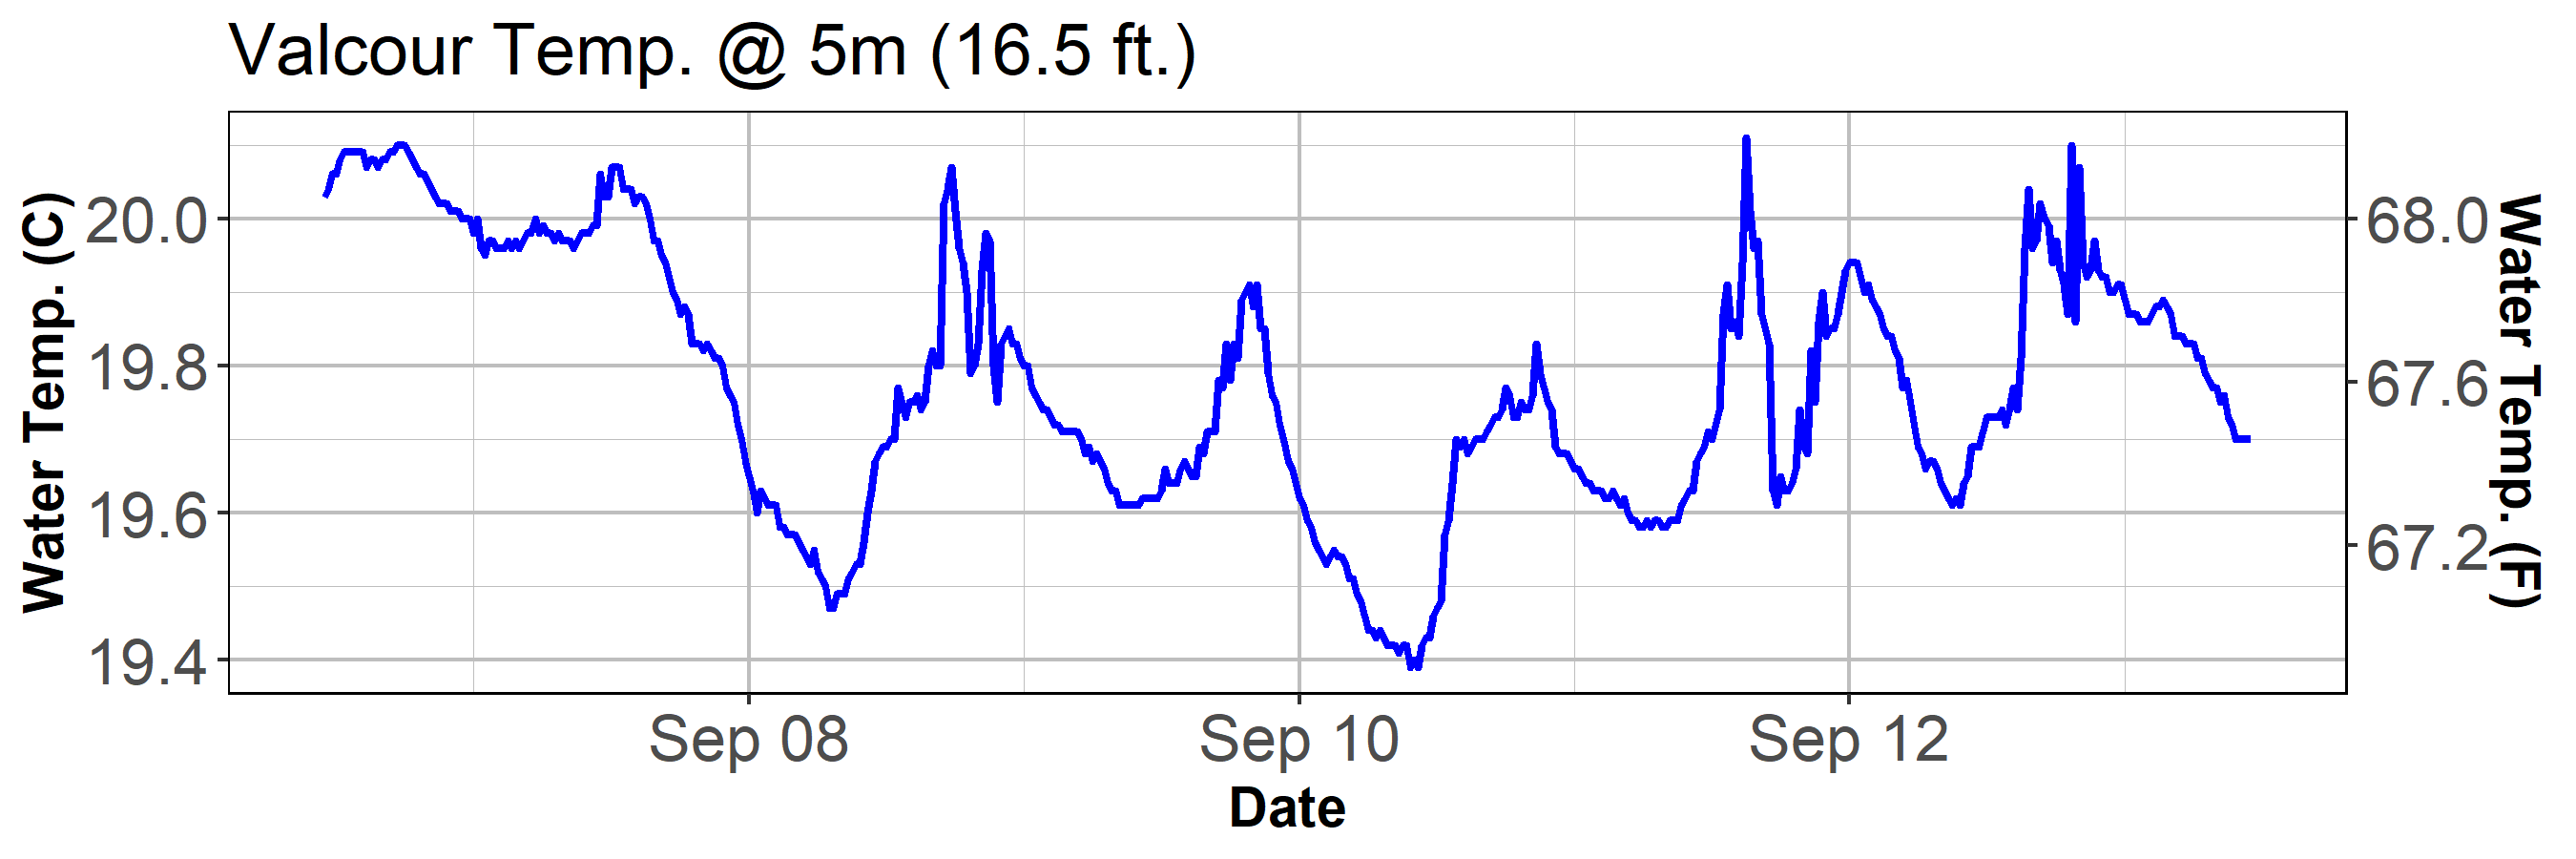 Valcour Temp. @ 5m (16.5 ft.)
Water Temp. (C)
20.0
19.8
19.6
19.4
68.0
67.6
67.2
Water Temp. (F)
Sep 08
Sep 10
Sep 12
Date